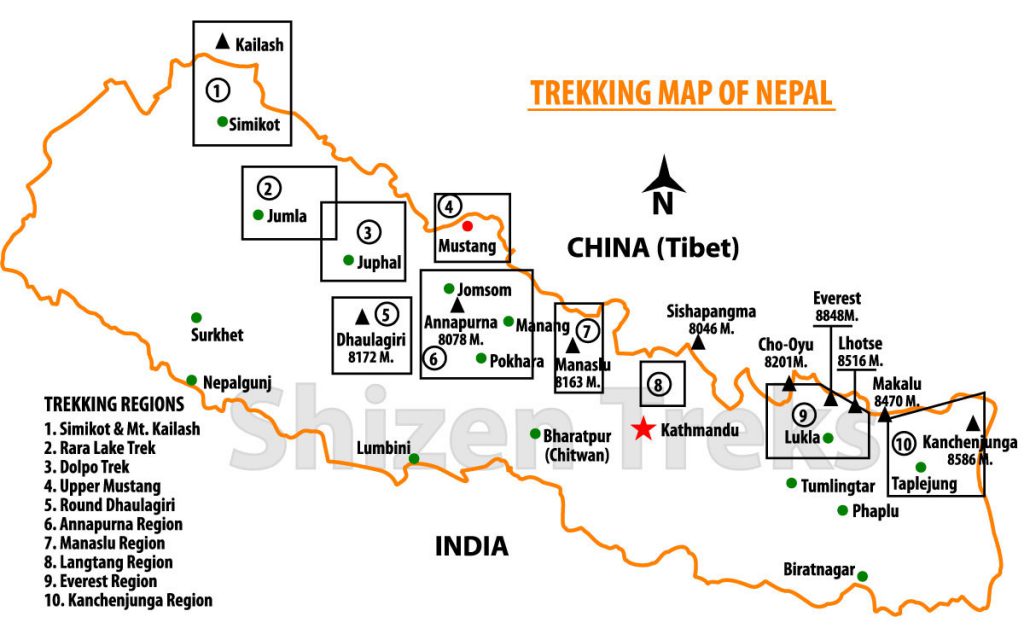 TREKKING MAP OF NEPAL
Kailash
1
Simikot
2
Jumla
3
Juphal
4
Mustang
N
CHINA (Tibet)
Jomsom
Annapurna
8078 M.
Manang
6
Pokhara
5
Dhaulagiri
8172 M.
7
Manaslu
8163 M.
Sishapangma
8046 M.
Everest
8848M.
Cho-Oyu
8201M.
Lhotse
8516 M.
Makalu
8470 M.
8
Kathmandu
9
Lukla
10
Kanchenjunga
8586 M.
Taplejung
Surkhet
Nepalgunj
Shizen Treks
Lumbini
Bharatpur
(Chitwan)
Tumlingtar
Phaplu
INDIA
Biratnagar
TREKKING REGIONS
1. Simikot & Mt. Kailash
2. Rara Lake Trek
3. Dolpo Trek
4. Upper Mustang
5. Round Dhaulagiri
6. Annapurna Region
7. Manaslu Region
8. Langtang Region
9. Everest Region
10. Kanchenjunga Region